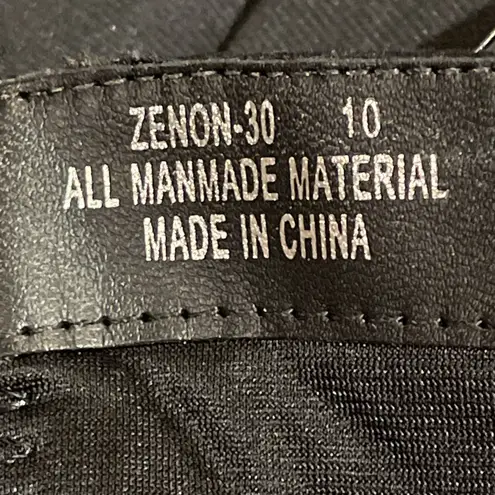 ZENON-30 10
ALL MANMADE MATERIAL
MADE IN CHINA